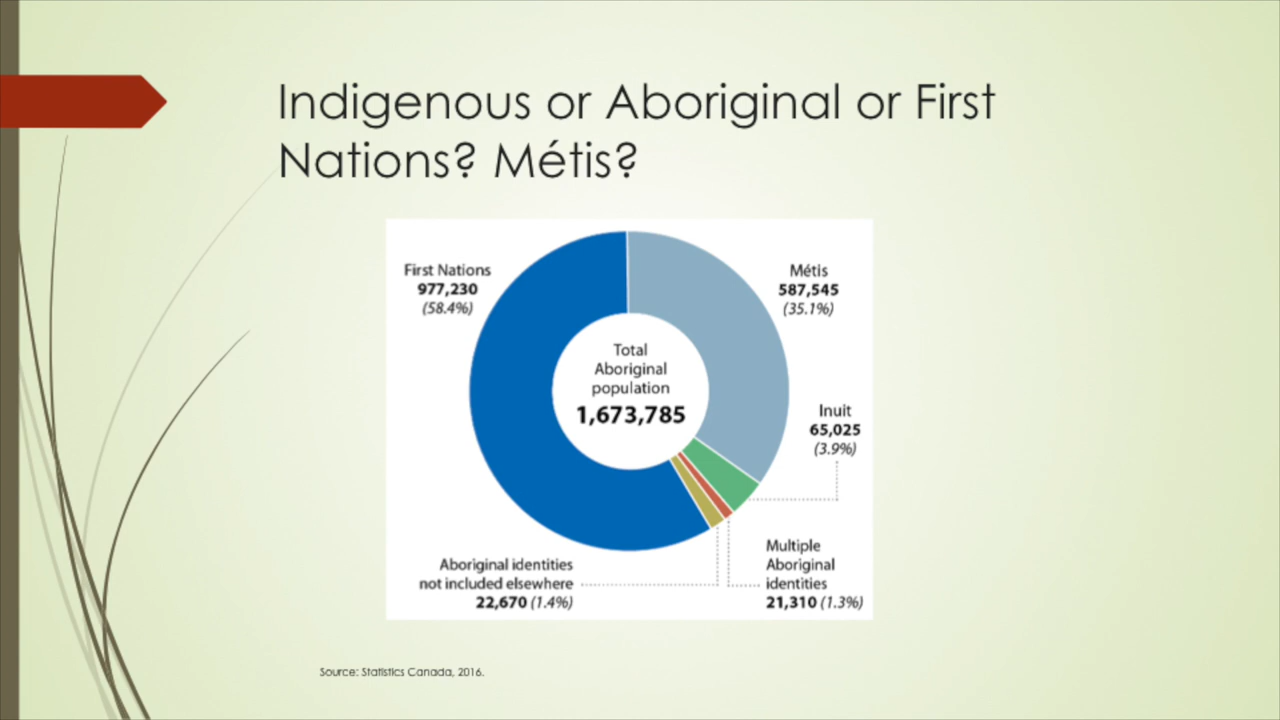 Indigenous or Aboriginal or First
Nations? Métis?
First Nations
977,230
(58.4%)
Métis
587,545
(35.1%)
Total
Aboriginal
population
1,673,785
Inuit
65,025
(3.9%)
Aboriginal identities
not included elsewhere
22,670 (1.4%)
Multiple
Aboriginal
identities
21,310 (1.3%)
Source: Statistics Canada, 2016.